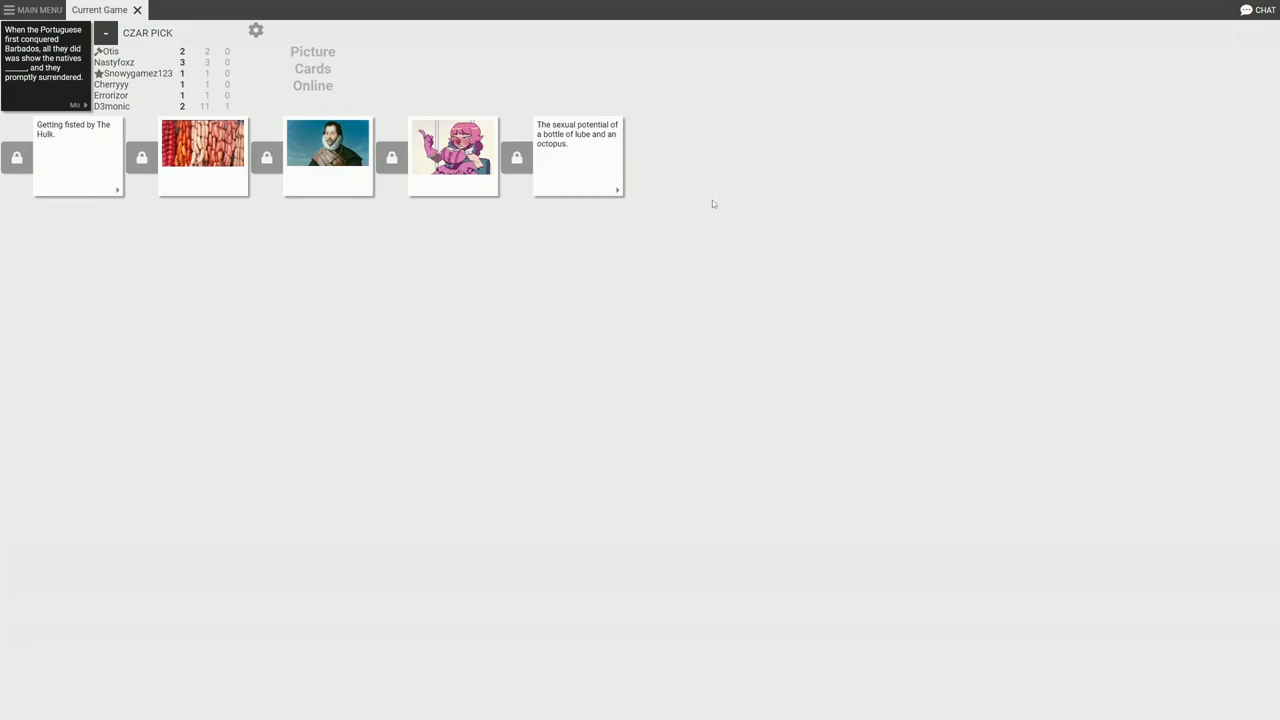 MAIN MENU
Current Game
CHAT
When the Portuguese
first conquered
Barbados, all they did
was show the natives
______, and they
promptly surrendered.
Mo
-
CZAR PICK
Otis 2 2 0
Nastyfoxz 3 3 0
Snowygamez123 1 1 0
Cherryyy 1 1 0
Errorizor 1 1 0
D3monic 2 11 1
Picture
Cards
Online
Getting fisted by The
Hulk.
The sexual potential of
a bottle of lube and an
octopus.